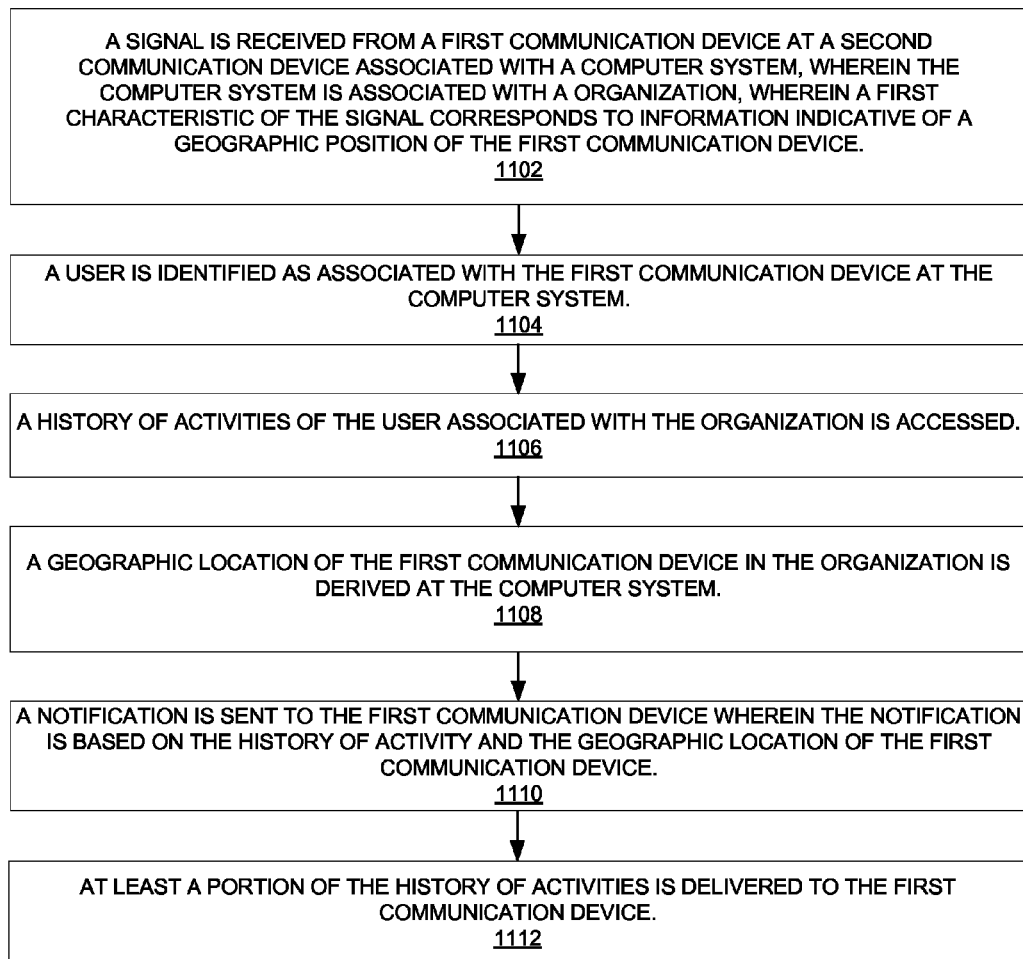 A SIGNAL IS RECEIVED FROM A FIRST COMMUNICATION DEVICE AT A SECOND
COMMUNICATION DEVICE ASSOCIATED WITH A COMPUTER SYSTEM, WHEREIN THE
COMPUTER SYSTEM IS ASSOCIATED WITH A ORGANIZATION, WHEREIN A FIRST
CHARACTERISTIC OF THE SIGNAL CORRESPONDS TO INFORMATION INDICATIVE OF A
GEOGRAPHIC POSITION OF THE FIRST COMMUNICATION DEVICE.
1102
A USER IS IDENTIFIED AS ASSOCIATED WITH THE FIRST COMMUNICATION DEVICE AT THE
COMPUTER SYSTEM.
1104
A HISTORY OF ACTIVITIES OF THE USER ASSOCIATED WITH THE ORGANIZATION IS ACCESSED.
1106
A GEOGRAPHIC LOCATION OF THE FIRST COMMUNICATION DEVICE IN THE ORGANIZATION IS
DERIVED AT THE COMPUTER SYSTEM.
1108
A NOTIFICATION IS SENT TO THE FIRST COMMUNICATION DEVICE WHEREIN THE NOTIFICATION
IS BASED ON THE HISTORY OF ACTIVITY AND THE GEOGRAPHIC LOCATION OF THE FIRST
COMMUNICATION DEVICE.
1110
AT LEAST A PORTION OF THE HISTORY OF ACTIVITIES IS DELIVERED TO THE FIRST
COMMUNICATION DEVICE.
1112